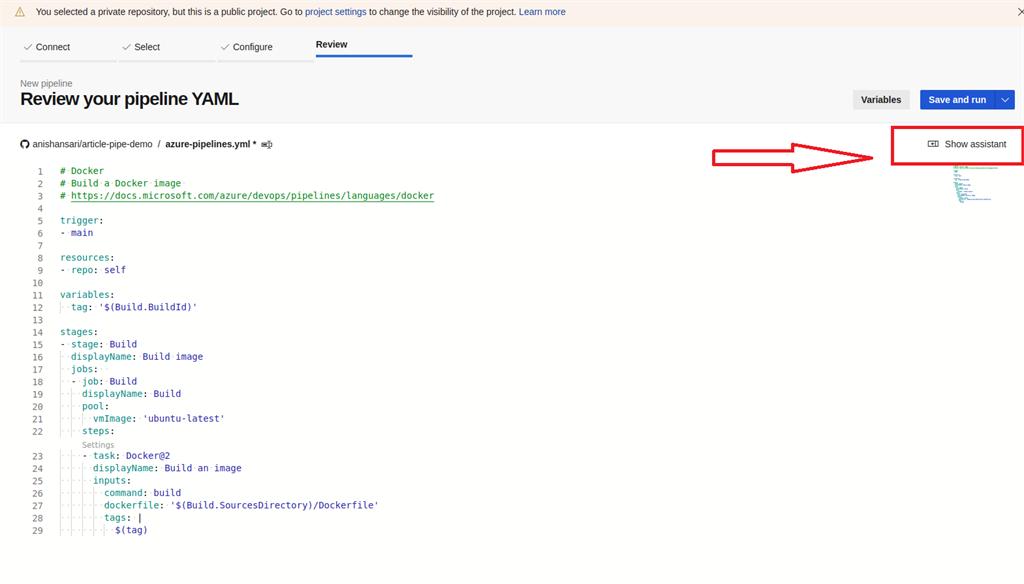 You selected a private repository, but this is a public project. Go to project settings to change the visibility of the project. Learn more
Connect
Select
Configure
Review
New pipeline
Review your pipeline YAML
Variables
Save and run
anishansari/article-pipe-demo / azure-pipelines.yml *
Show assistant
1 # Docker
2 # Build a Docker image
3 # https://docs.microsoft.com/azure/devops/pipelines/languages/docker
4
5 trigger:
6 - main
7
8 resources:
9 - repo: self
10
11 variables:
12   tag: '$(Build.BuildId)'
13
14 stages:
15 - stage: Build
16   displayName: Build image
17   jobs:
18   - job: Build
19     displayName: Build
20     pool:
21       vmImage: 'ubuntu-latest'
22     steps:
Settings
23     - task: Docker@2
24       displayName: Build an image
25       inputs:
26         command: build
27         dockerfile: '$(Build.SourcesDirectory)/Dockerfile'
28         tags: |
29           $(tag)